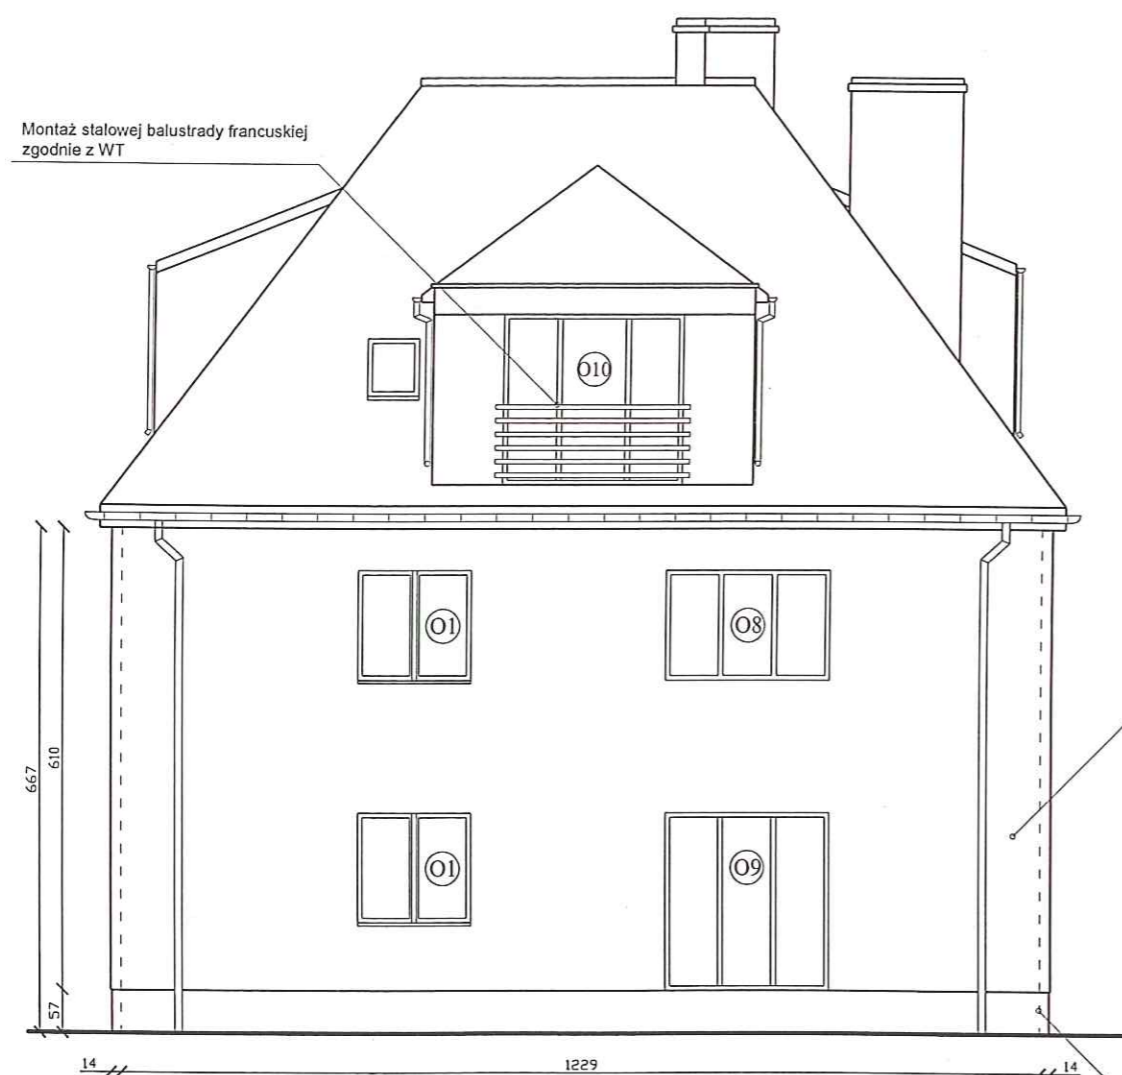 Montaż stalowej balustrady francuskiej
zgodnie z WT
O10
O1
O8
667
610
O1
O9
57
14
1229
14